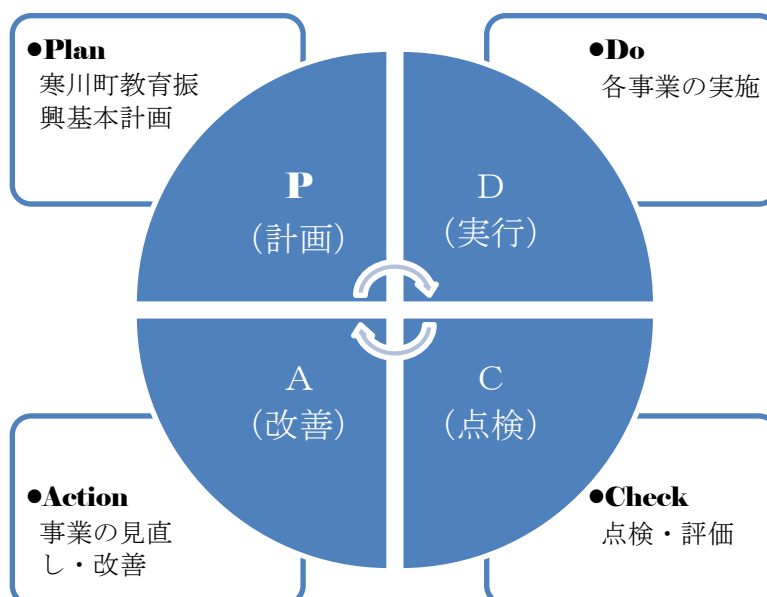 ●Plan
寒川町教育振
興基本計画
●Do
各事業の実施
P
（計画）
D
（実行）
A
（改善）
C
（点検）
●Action
事業の見直
し・改善
●Check
点検・評価